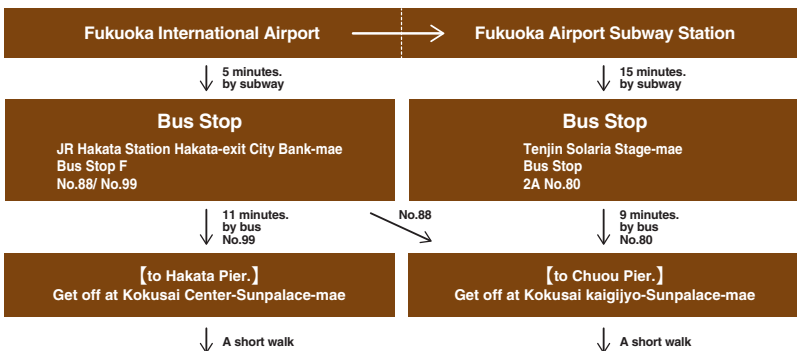 Fukuoka International Airport
Fukuoka Airport Subway Station
5 minutes.
by subway
15 minutes.
by subway
Bus Stop
JR Hakata Station Hakata-exit City Bank-mae
Bus Stop F
No.88/ No.99
Bus Stop
Tenjin Solaria Stage-mae
Bus Stop
2A No.80
11 minutes.
by bus
No.99
No.88
9 minutes.
by bus
No.80
【to Hakata Pier.】
Get off at Kokusai Center-Sunpalace-mae
【to Chuou Pier.】
Get off at Kokusai kaigijyo-Sunpalace-mae
A short walk
A short walk